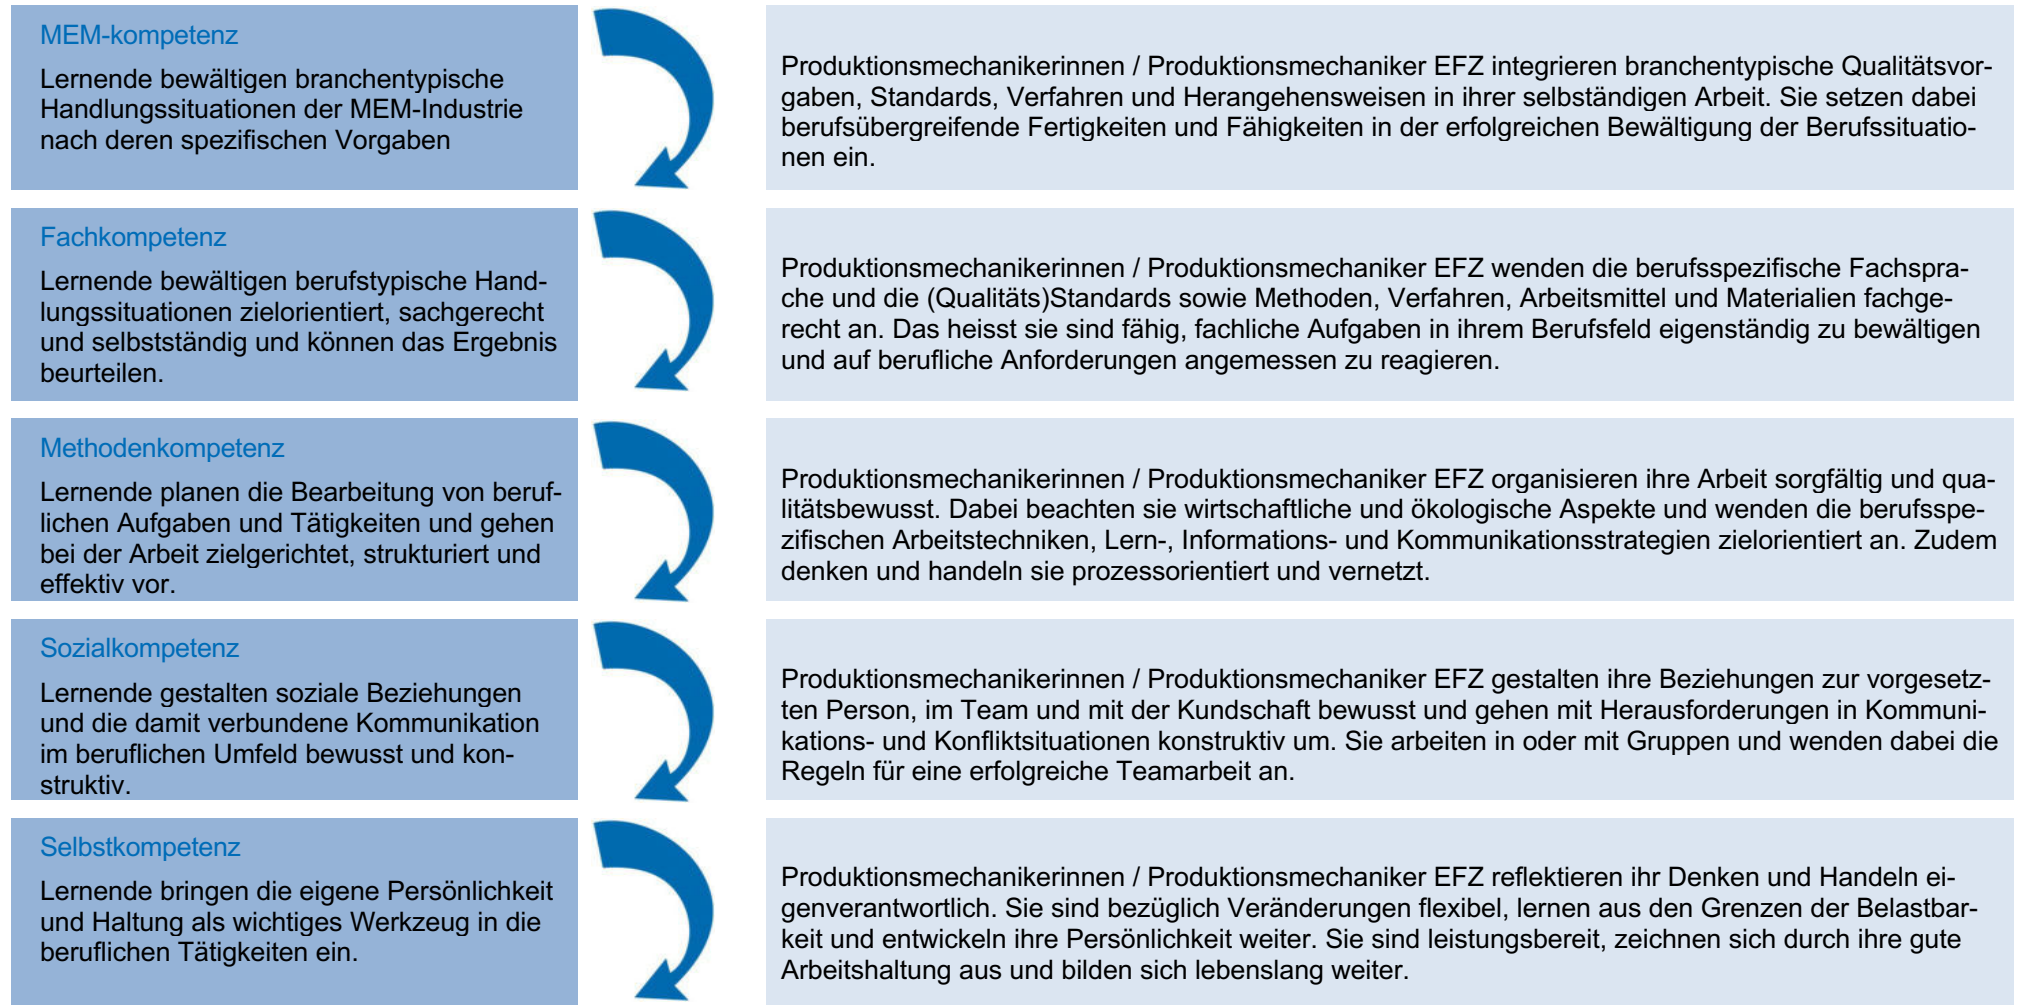 MEM-kompetenz
Lernende bewältigen branchentypische
Handlungssituationen der MEM-Industrie
nach deren spezifischen Vorgaben
Produktionsmechanikerinnen / Produktionsmechaniker EFZ integrieren branchentypische Qualitätsvor-
gaben, Standards, Verfahren und Herangehensweisen in ihrer selbständigen Arbeit. Sie setzen dabei
berufsübergreifende Fertigkeiten und Fähigkeiten in der erfolgreichen Bewältigung der Berufssituatio-
nen ein.
Fachkompetenz
Lernende bewältigen berufstypische Hand-
lungssituationen zielorientiert, sachgerecht
und selbstständig und können das Ergebnis
beurteilen.
Produktionsmechanikerinnen / Produktionsmechaniker EFZ wenden die berufsspezifische Fachspra-
che und die (Qualitäts)Standards sowie Methoden, Verfahren, Arbeitsmittel und Materialien fachge-
recht an. Das heisst sie sind fähig, fachliche Aufgaben in ihrem Berufsfeld eigenständig zu bewältigen
und auf berufliche Anforderungen angemessen zu reagieren.
Methodenkompetenz
Lernende planen die Bearbeitung von beruf-
lichen Aufgaben und Tätigkeiten und gehen
bei der Arbeit zielgerichtet, strukturiert und
effektiv vor.
Produktionsmechanikerinnen / Produktionsmechaniker EFZ organisieren ihre Arbeit sorgfältig und qua-
litätsbewusst. Dabei beachten sie wirtschaftliche und ökologische Aspekte und wenden die berufsspe-
zifischen Arbeitstechniken, Lern-, Informations- und Kommunikationsstrategien zielorientiert an. Zudem
denken und handeln sie prozessorientiert und vernetzt.
Sozialkompetenz
Lernende gestalten soziale Beziehungen
und die damit verbundene Kommunikation
im beruflichen Umfeld bewusst und kon-
struktiv.
Produktionsmechanikerinnen / Produktionsmechaniker EFZ gestalten ihre Beziehungen zur vorgesetz-
ten Person, im Team und mit der Kundschaft bewusst und gehen mit Herausforderungen in Kommuni-
kations- und Konfliktsituationen konstruktiv um. Sie arbeiten in oder mit Gruppen und wenden dabei die
Regeln für eine erfolgreiche Teamarbeit an.
Selbstkompetenz
Lernende bringen die eigene Persönlichkeit
und Haltung als wichtiges Werkzeug in die
beruflichen Tätigkeiten ein.
Produktionsmechanikerinnen / Produktionsmechaniker EFZ reflektieren ihr Denken und Handeln ei-
genverantwortlich. Sie sind bezüglich Veränderungen flexibel, lernen aus den Grenzen der Belastbar-
keit und entwickeln ihre Persönlichkeit weiter. Sie sind leistungsbereit, zeichnen sich durch ihre gute
Arbeitshaltung aus und bilden sich lebenslang weiter.